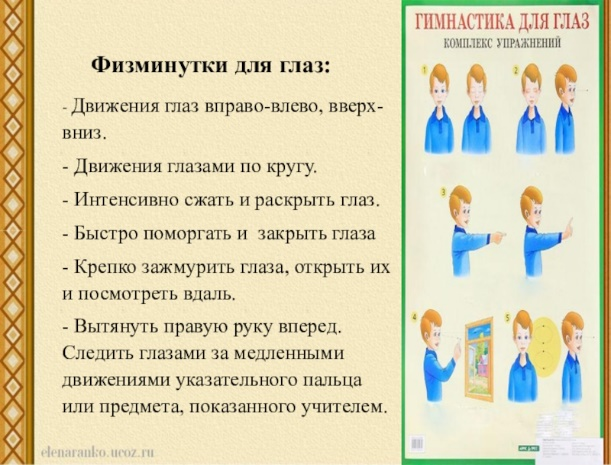 Физминутки для глаз:
- Движения глаз вправо-влево, вверх-
вниз.
- Движения глазами по кругу.
- Интенсивно сжать и раскрыть глаз.
- Быстро поморгать и закрыть глаза
- Крепко зажмурить глаза, открыть их
и посмотреть вдаль.
- Вытянуть правую руку вперед.
Следить глазами за медленными
движениями указательного пальца
или предмета, показанного учителем.
elenaranko.ucoz.ru
ГИМНАСТИКА ДЛЯ ГЛАЗ
КОМПЛЕКС УПРАЖНЕНИЙ
1
2
3
4
5